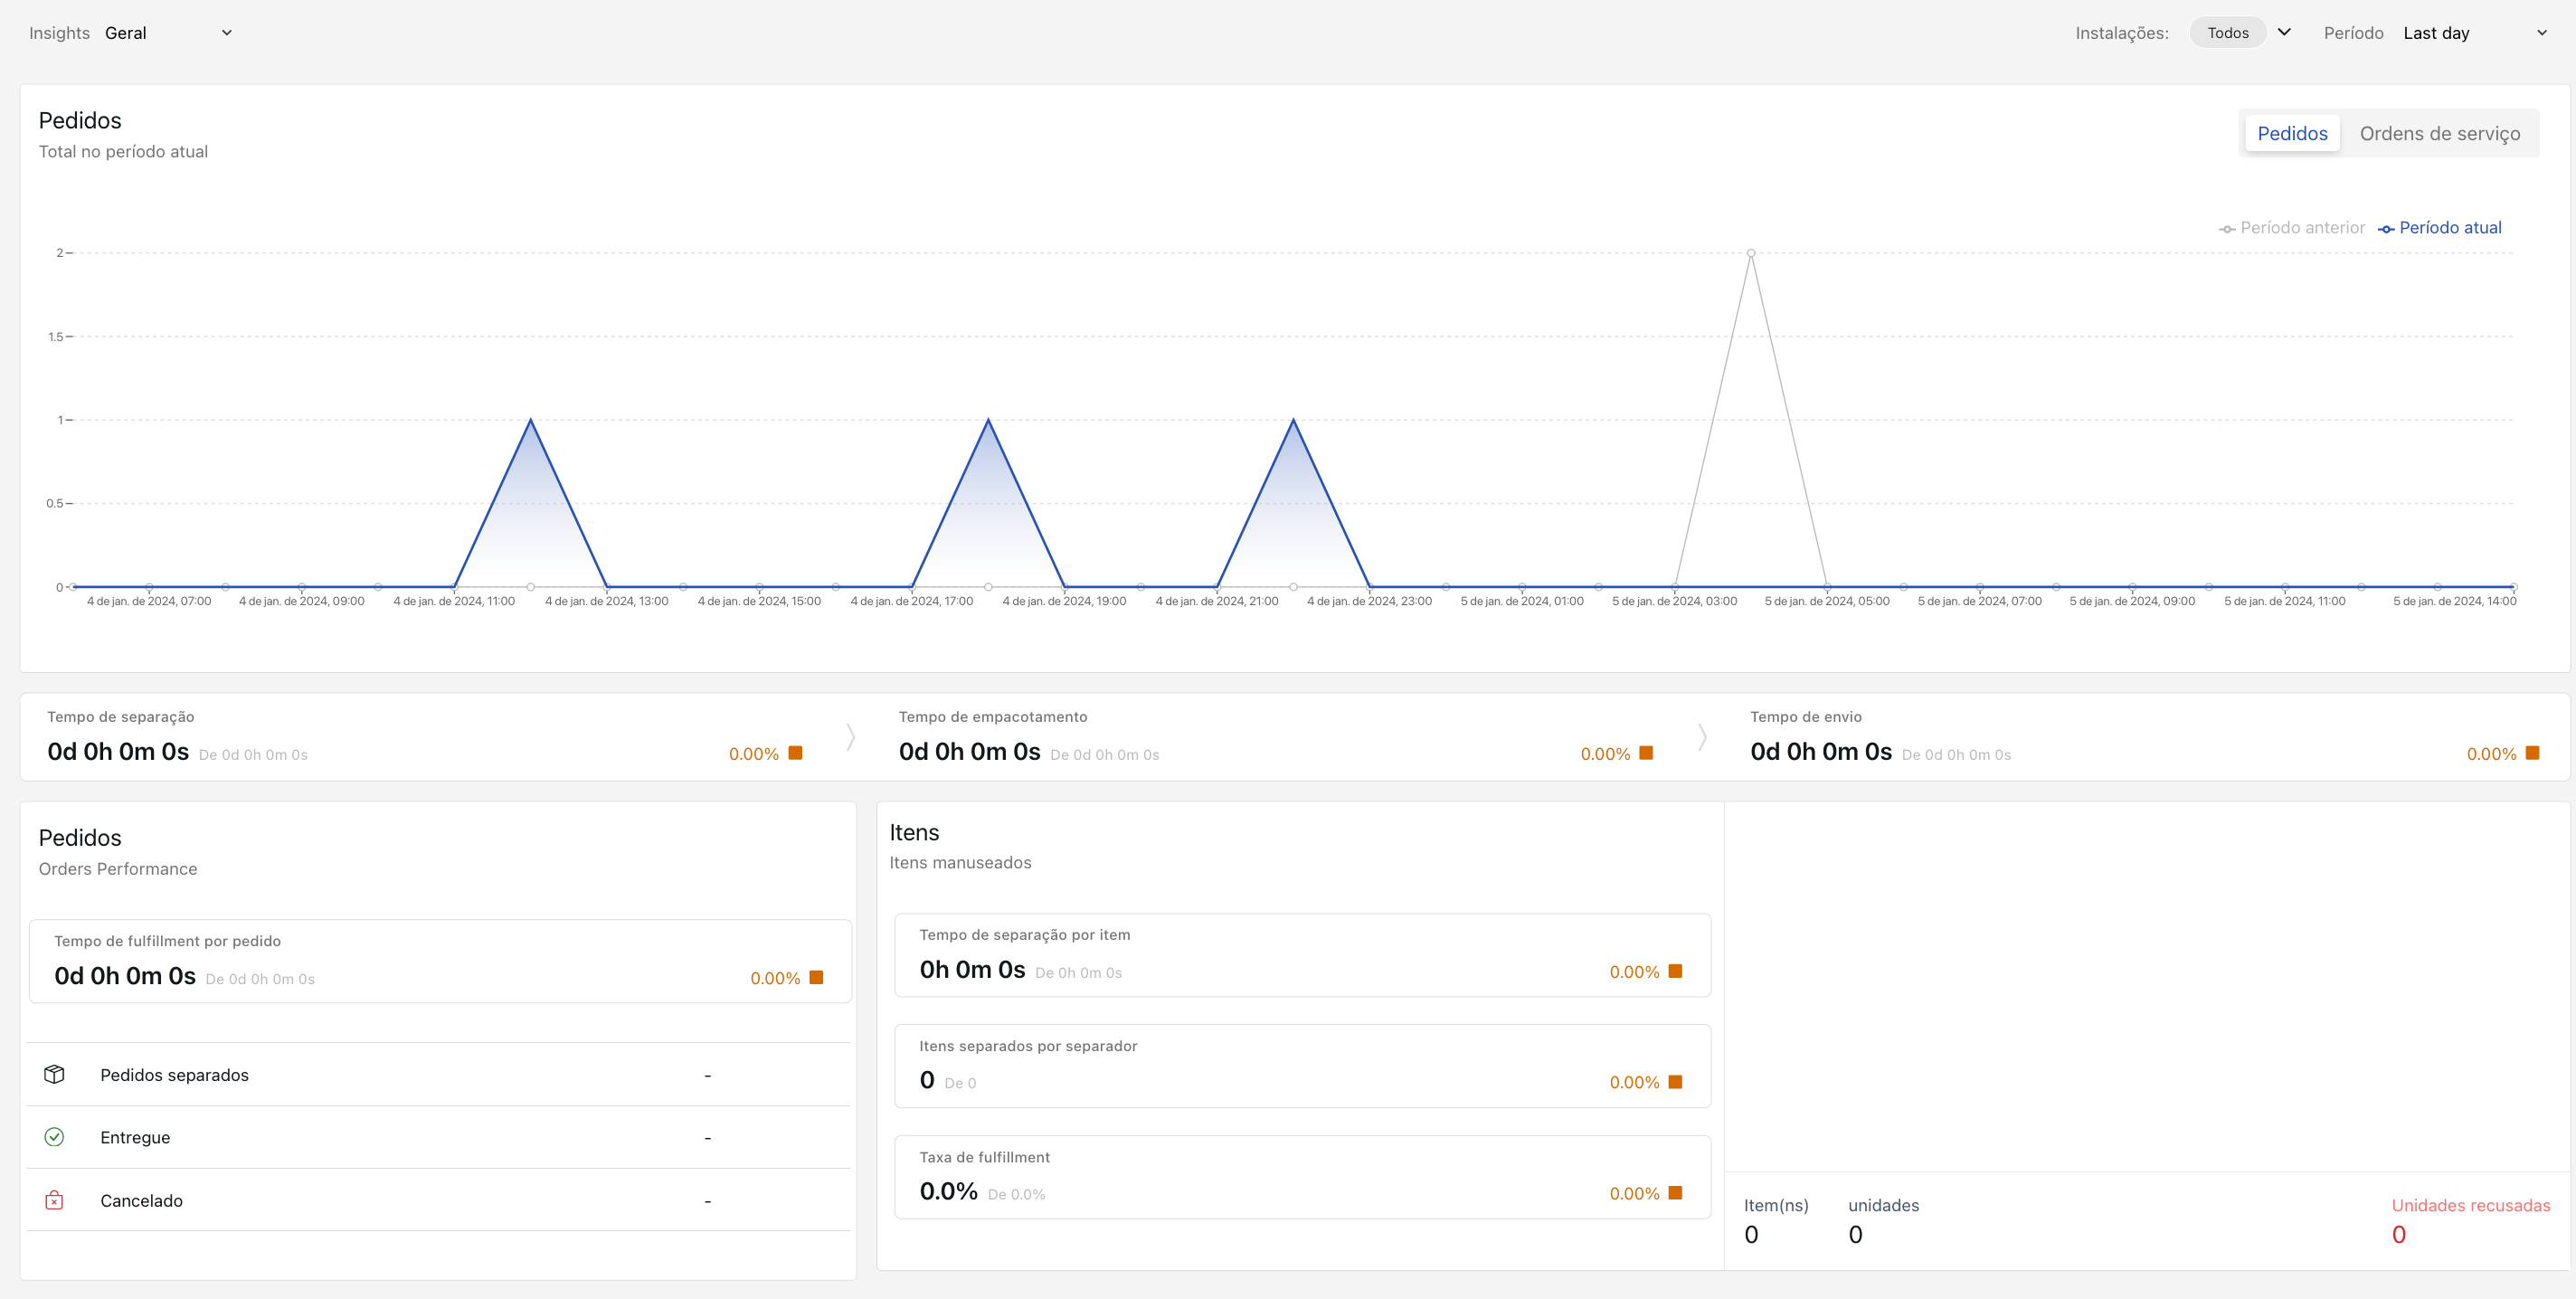 Insights Geral
Instalações: Todos Período Last day
Pedidos
Total no período atual
Pedidos Ordens de serviço
Período anterior Período atual
2
1.5
1
0.5
0
4 de jan. de 2024, 07:00 4 de jan. de 2024, 09:00 4 de jan. de 2024, 11:00 4 de jan. de 2024, 13:00 4 de jan. de 2024, 15:00 4 de jan. de 2024, 17:00 4 de jan. de 2024, 19:00 4 de jan. de 2024, 21:00 4 de jan. de 2024, 23:00 5 de jan. de 2024, 01:00 5 de jan. de 2024, 03:00 5 de jan. de 2024, 05:00 5 de jan. de 2024, 07:00 5 de jan. de 2024, 09:00 5 de jan. de 2024, 11:00 5 de jan. de 2024, 14:00
Tempo de separação
0d 0h 0m 0s De 0d 0h 0m 0s 0.00%
Tempo de empacotamento
0d 0h 0m 0s De 0d 0h 0m 0s 0.00%
Tempo de envio
0d 0h 0m 0s De 0d 0h 0m 0s 0.00%
Pedidos
Orders Performance
Tempo de fulfillment por pedido
0d 0h 0m 0s De 0d 0h 0m 0s 0.00%
Pedidos separados -
Entregue -
Cancelado -
Itens
Itens manuseados
Tempo de separação por item
0h 0m 0s De 0h 0m 0s 0.00%
Itens separados por separador
0 De 0 0.00%
Taxa de fulfillment
0.0% De 0.0% 0.00%
Item(ns) unidades Unidades recusadas
0 0 0